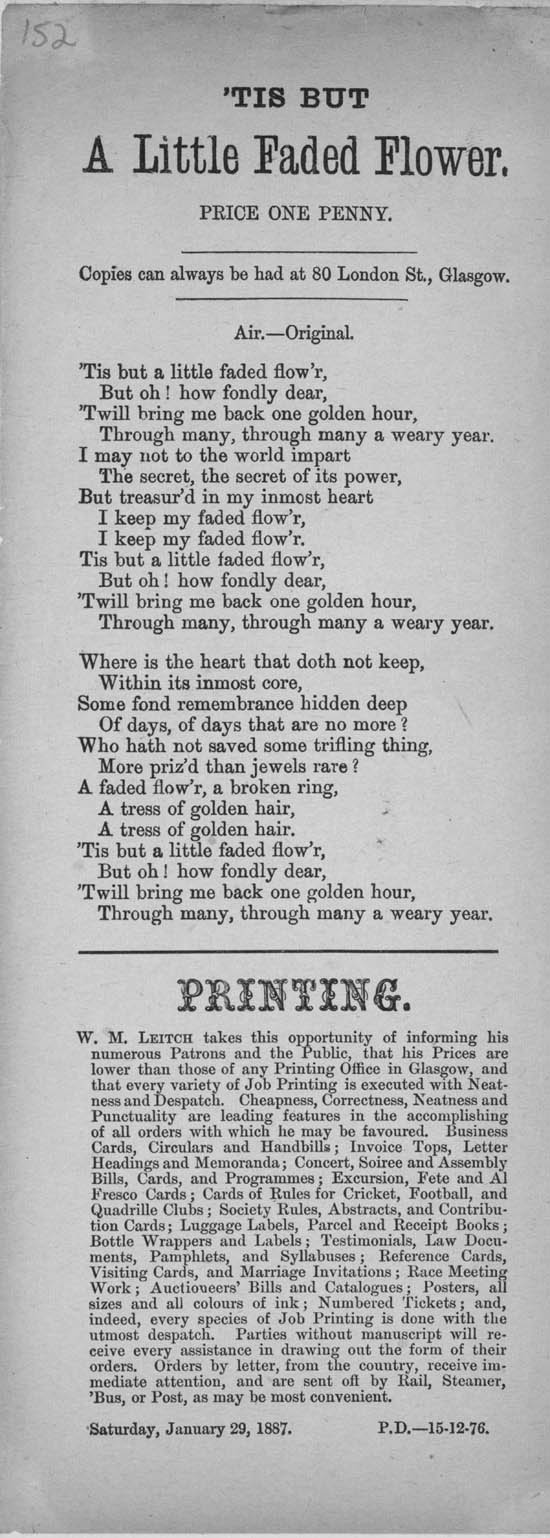 152
'TIS BUT
A Little Faded Flower.
PRICE ONE PENNY.
Copies can always be had at 80 London St., Glasgow.
Air.—Original.
'Tis but a little faded flow'r,
But oh! how fondly dear,
'Twill bring me back one golden hour,
Through many, through many a weary year.
I may not to the world impart
The secret, the secret of its power,
But treasur'd in my inmost heart
I keep my faded flow'r,
I keep my faded flow'r.
Tis but a little faded flow'r,
But oh! how fondly dear,
'Twill bring me back one golden hour,
Through many, through many a weary year.
Where is the heart that doth not keep,
Within its inmost core,
Some fond remembrance hidden deep
Of days, of days that are no more?
Who hath not saved some trifling thing,
More priz'd than jewels rare?
A faded flow'r, a broken ring,
A tress of golden hair,
A tress of golden hair.
'Tis but a little faded flow'r,
But oh! how fondly dear,
'Twill bring me back one golden hour,
Through many, through many a weary year.
PRINTING.
W. M. LEITCH takes this opportunity of informing his
numerous Patrons and the Public, that his Prices are
lower than those of any Printing Office in Glasgow, and
that every variety of Job Printing is executed with Neat-
ness and Despatch. Cheapness, Correctness, Neatness and
Punctuality are leading features in the accomplishing
of all orders with which he may be favoured. Business
Cards, Circulars and Handbills; Invoice Tops, Letter
Headings and Memoranda; Concert, Soiree and Assembly
Bills, Cards, and Programmes; Excursion, Fete and Al
Fresco Cards; Cards of Rules for Cricket, Football, and
Quadrille Clubs; Society Rules, Abstracts, and Contribu-
tion Cards; Luggage Labels, Parcel and Receipt Books;
Bottle Wrappers and Labels; Testimonials, Law Docu-
ments, Pamphlets, and Syllabuses; Reference Cards,
Visiting Cards, and Marriage Invitations; Race Meeting
Work; Auctioneers' Bills and Catalogues; Posters, all
sizes and all colours of ink; Numbered Tickets; and,
indeed, every species of Job Printing is done with the
utmost despatch. Parties without manuscript will re-
ceive every assistance in drawing out the form of their
orders. Orders by letter, from the country, receive im-
mediate attention, and are sent off by Rail, Steamer,
'Bus, or Post, as may be most convenient.
Saturday, January 29, 1887. P.D.—15-12-76.